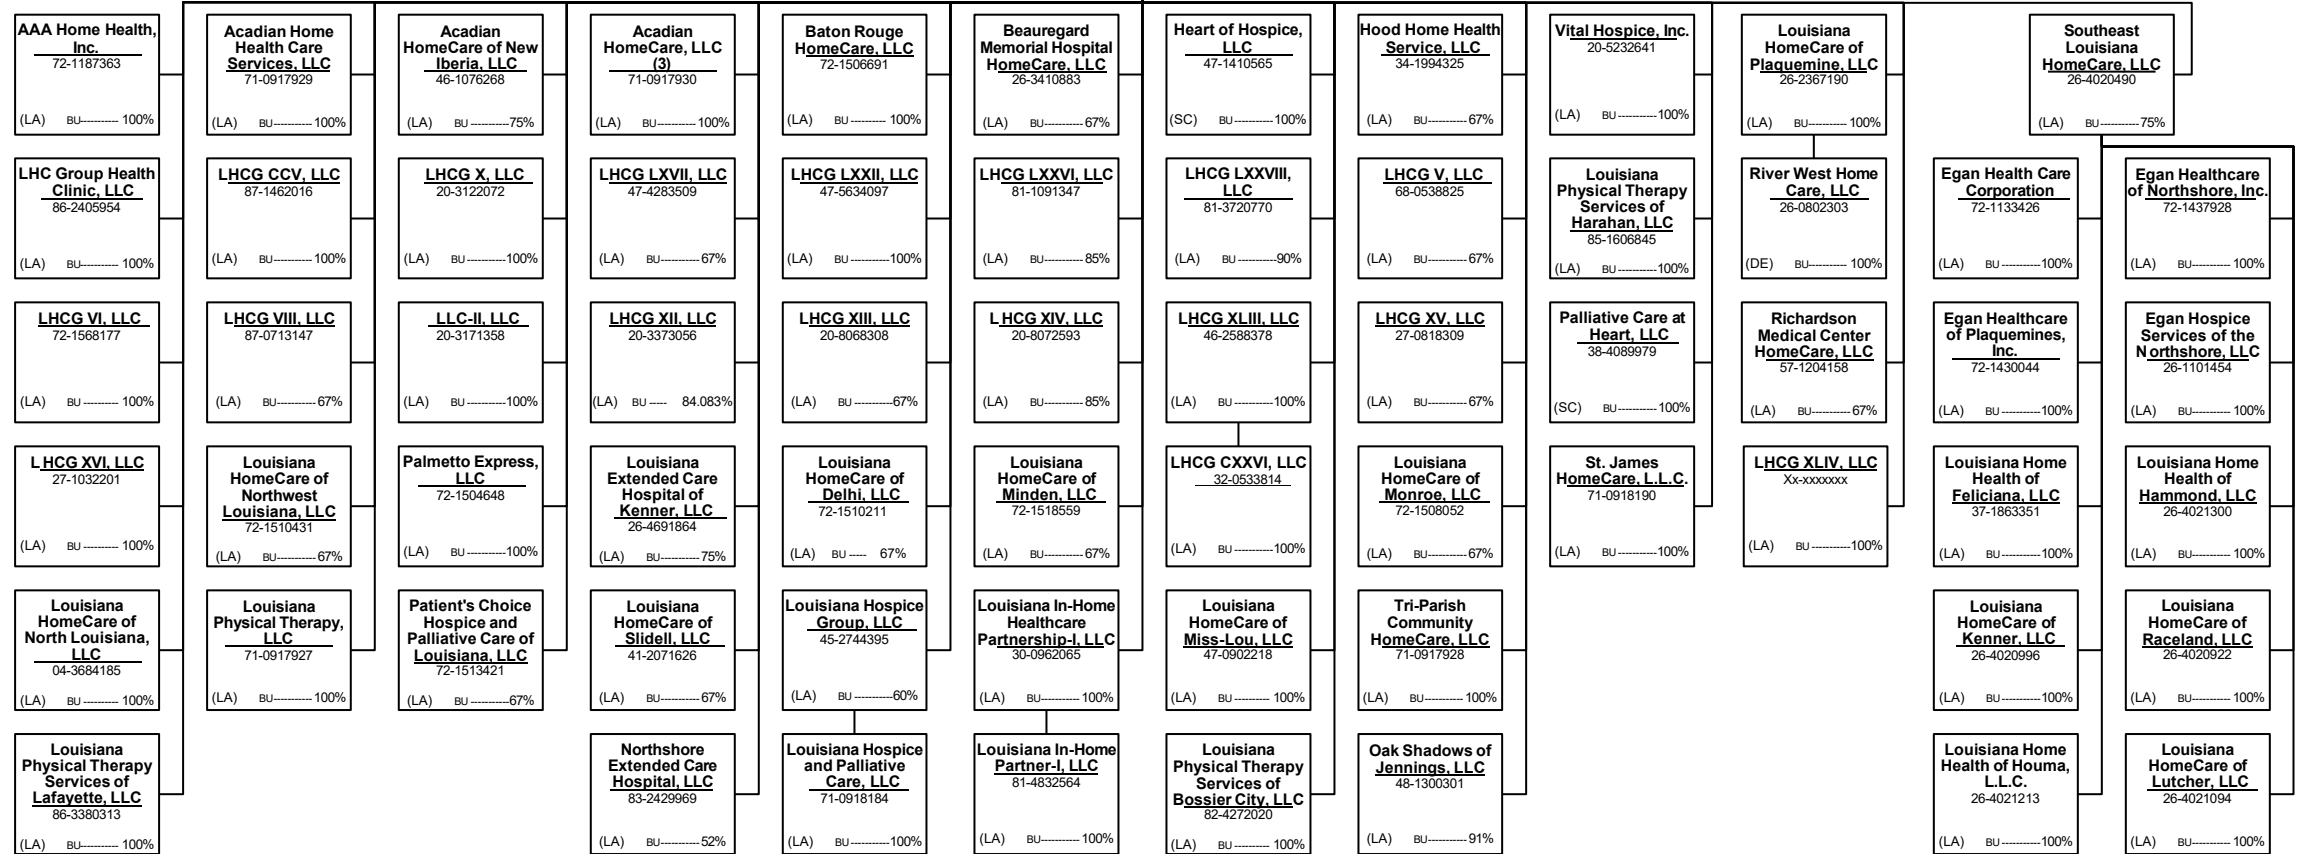 AAA Home Health,
Inc.
72-1187363
(LA) BU----------- 100%
Acadian Home
Health Care
Services, LLC
71-0917929
(LA) BU-----------100%
Acadian
HomeCare of New
Iberia, LLC
46-1076268
(LA) BU -----------75%
Acadian
HomeCare, LLC
(3)
71-0917930
(LA) BU----------- 100%
Baton Rouge
HomeCare, LLC
72-1506691
(LA) BU ---------- 100%
Beauregard
Memorial Hospital
HomeCare, LLC
26-3410883
(LA) BU----------- 67%
Heart of Hospice,
LLC
47-1410565
(SC) BU -----------100%
Hood Home Health
Service, LLC
34-1994325
(LA) BU----------- 67%
Vital Hospice, Inc.
20-5232641
(LA) BU -----------100%
Louisiana
HomeCare of
Plaquemine, LLC
26-2367190
(LA) BU----------- 100%
Southeast
Louisiana
HomeCare, LLC
26-4020490
(LA) BU-----------75%
LHC Group Health
Clinic, LLC
86-2405954
(LA) BU----------- 100%
LHCG CCV, LLC
87-1462016
(LA) BU----------- 100%
LHCG X, LLC
20-3122072
(LA) BU -----------100%
LHCG LXVII, LLC
47-4283509
(LA) BU-----------67%
LHCG LXXII, LLC
47-5634097
(LA) BU -----------100%
LHCG LXXVI, LLC
81-1091347
(LA) BU----------- 85%
LHCG LXXVIII,
LLC
81-3720770
(LA) BU -----------90%
LHCG V, LLC
68-0538825
(LA) BU----------- 67%
Louisiana
Physical Therapy
Services of
Harahan, LLC
85-1606845
(LA) BU -----------100%
River West Home
Care, LLC
26-0802303
(DE) BU----------- 100%
Egan Health Care
Corporation
72-1133426
(LA) BU -----------100%
Egan Healthcare
of Northshore, Inc.
72-1437928
(LA) BU----------- 100%
LHCG VI, LLC
72-1568177
(LA) BU ---------- 100%
LHCG VIII, LLC
87-0713147
(LA) BU-----------67%
LLC-II, LLC
20-3171358
(LA) BU -----------100%
LHCG XII, LLC
20-3373056
(LA) BU ----- 84.083%
LHCG XIII, LLC
20-8068308
(LA) BU -----------67%
LHCG XIV, LLC
20-8072593
(LA) BU----------- 85%
LHCG XLIII, LLC
46-2588378
(LA) BU -----------100%
LHCG XV, LLC
27-0818309
(LA) BU----------- 67%
Palliative Care at
Heart, LLC
38-4089979
(SC) BU-----------100%
Richardson
Medical Center
HomeCare, LLC
57-1204158
(LA) BU-----------67%
Egan Healthcare
of Plaquemines,
Inc.
72-1430044
(LA) BU -----------100%
Egan Hospice
Services of the
Northshore, LLC
26-1101454
(LA) BU----------- 100%
LHCG XVI, LLC
27-1032201
(LA) BU ---------- 100%
Louisiana
HomeCare of
Northwest
Louisiana, LLC
72-1510431
(LA) BU-----------67%
Palmetto Express,
LLC
72-1504648
(LA) BU -----------100%
Louisiana
Extended Care
Hospital of
Kenner, LLC
26-4691864
(LA) BU-----------75%
Louisiana
HomeCare of
Delhi, LLC
72-1510211
(LA) BU ----- 67%
Louisiana
HomeCare of
Minden, LLC
72-1518559
(LA) BU----------- 67%
LHCG CXXVI, LLC
32-0533814
(LA) BU -----------100%
Louisiana
HomeCare of
Monroe, LLC
72-1508052
(LA) BU----------- 67%
St. James
HomeCare, L.L.C.
71-0918190
(LA) BU -----------100%
LHCG XLIV, LLC
Xx-xxxxxxx
(LA) BU -----------100%
Louisiana Home
Health of
Feliciana, LLC
37-1863351
(LA) BU -----------100%
Louisiana Home
Health of
Hammond, LLC
26-4021300
(LA) BU----------- 100%
Louisiana
HomeCare of
North Louisiana,
LLC
04-3684185
(LA) BU ---------- 100%
Louisiana
Physical Therapy,
LLC
71-0917927
(LA) BU----------- 100%
Patient's Choice
Hospice and
Palliative Care of
Louisiana, LLC
72-1513421
(LA) BU -----------67%
Louisiana
HomeCare of
Slidell, LLC
41-2071626
(LA) BU-----------67%
Louisiana Hospice
Group, LLC
45-2744395
(LA) BU -----------60%
Louisiana In-Home
Healthcare
Partnership-I, LLC
30-0962065
(LA) BU----------- 100%
Louisiana
HomeCare of
Miss-Lou, LLC
47-0902218
(LA) BU ---------- 100%
Tri-Parish
Community
HomeCare, LLC
71-0917928
(LA) BU----------- 100%
Louisiana
HomeCare of
Kenner, LLC
26-4020996
(LA) BU -----------100%
Louisiana
HomeCare of
Raceland, LLC
26-4020922
(LA) BU----------- 100%
Louisiana
Physical Therapy
Services of
Lafayette, LLC
86-3380313
(LA) BU ---------- 100%
Northshore
Extended Care
Hospital, LLC
83-2429969
(LA) BU-----------52%
Louisiana Hospice
and Palliative
Care, LLC
71-0918184
(LA) BU -----------100%
Louisiana In-Home
Partner-I, LLC
81-4832564
(LA) BU----------- 100%
Louisiana
Physical Therapy
Services of
Bossier City, LLC
82-4272020
(LA) BU ---------- 100%
Oak Shadows of
Jennings, LLC
48-1300301
(LA) BU----------- 91%
Louisiana Home
Health of Houma,
L.L.C.
26-4021213
(LA) BU -----------100%
Louisiana
HomeCare of
Lutcher, LLC
26-4021094
(LA) BU----------- 100%